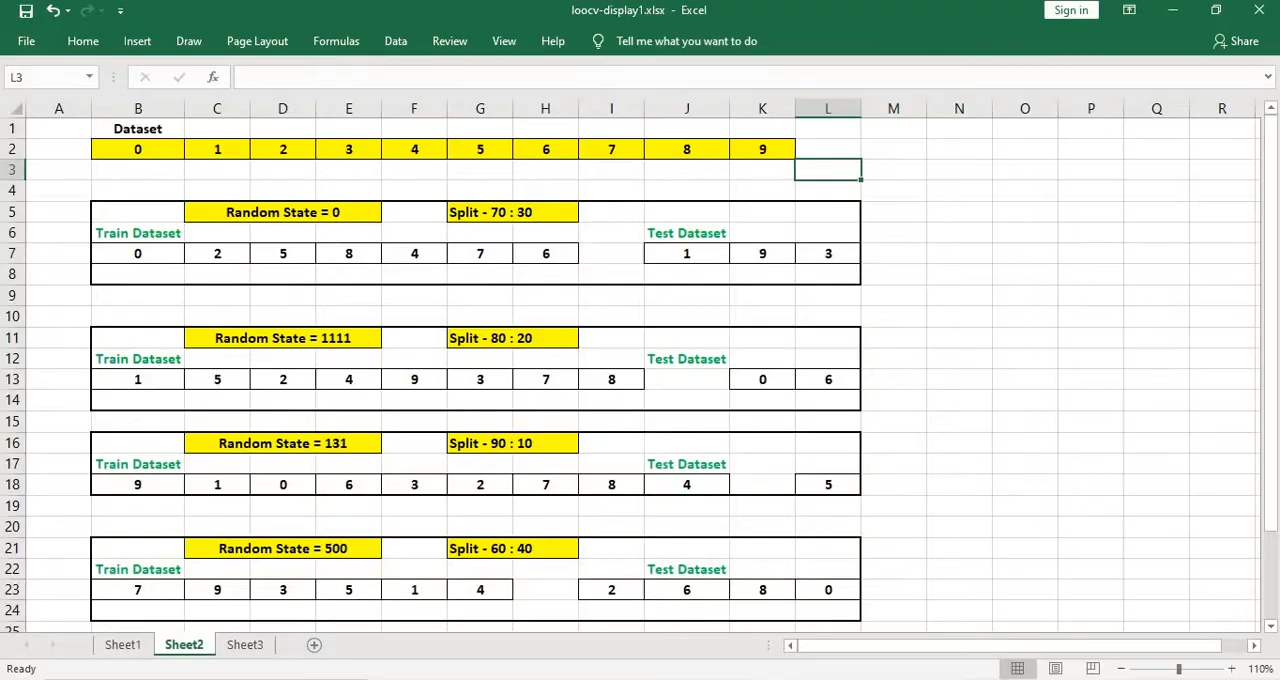 loocv-display1.xlsx - Excel
Sign in
File Home Insert Draw Page Layout Formulas Data Review View Help Tell me what you want to do Share
L3 fx
A B C D E F G H I J K L M N O P Q R
1 Dataset
2 0 1 2 3 4 5 6 7 8 9
3
4
5 Random State = 0 Split - 70 : 30
6 Train Dataset Test Dataset
7 0 2 5 8 4 7 6 1 9 3
8
9
10
11 Random State = 1111 Split - 80 : 20
12 Train Dataset Test Dataset
13 1 5 2 4 9 3 7 8 0 6
14
15
16 Random State = 131 Split - 90 : 10
17 Train Dataset Test Dataset
18 9 1 0 6 3 2 7 8 4 5
19
20
21 Random State = 500 Split - 60 : 40
22 Train Dataset Test Dataset
23 7 9 3 5 1 4 2 6 8 0
24
25
Sheet1 Sheet2 Sheet3
Ready 110%